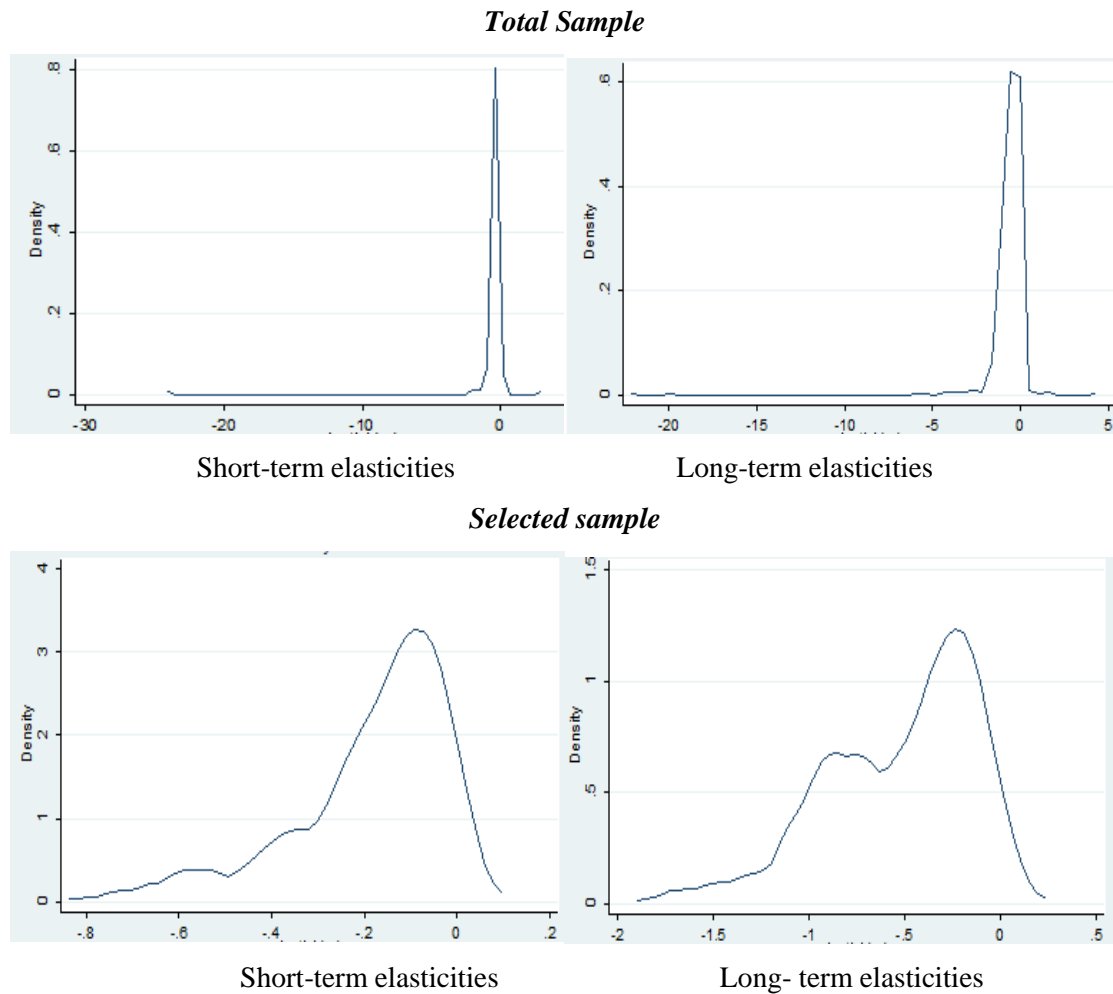 Total Sample
Density
0 .2 .4 .6 .8
-30 -20 -10 0
Density
0 .2 .4 .6
-20 -15 -10 -5 0 5
Short-term elasticities
Long-term elasticities
Selected sample
Density
0 1 2 3 4
-.8 -.6 -.4 -.2 0 .2
Density
0 .5 1 1.5
-2 -1.5 -1 -.5 0 .5
Short-term elasticities
Long- term elasticities